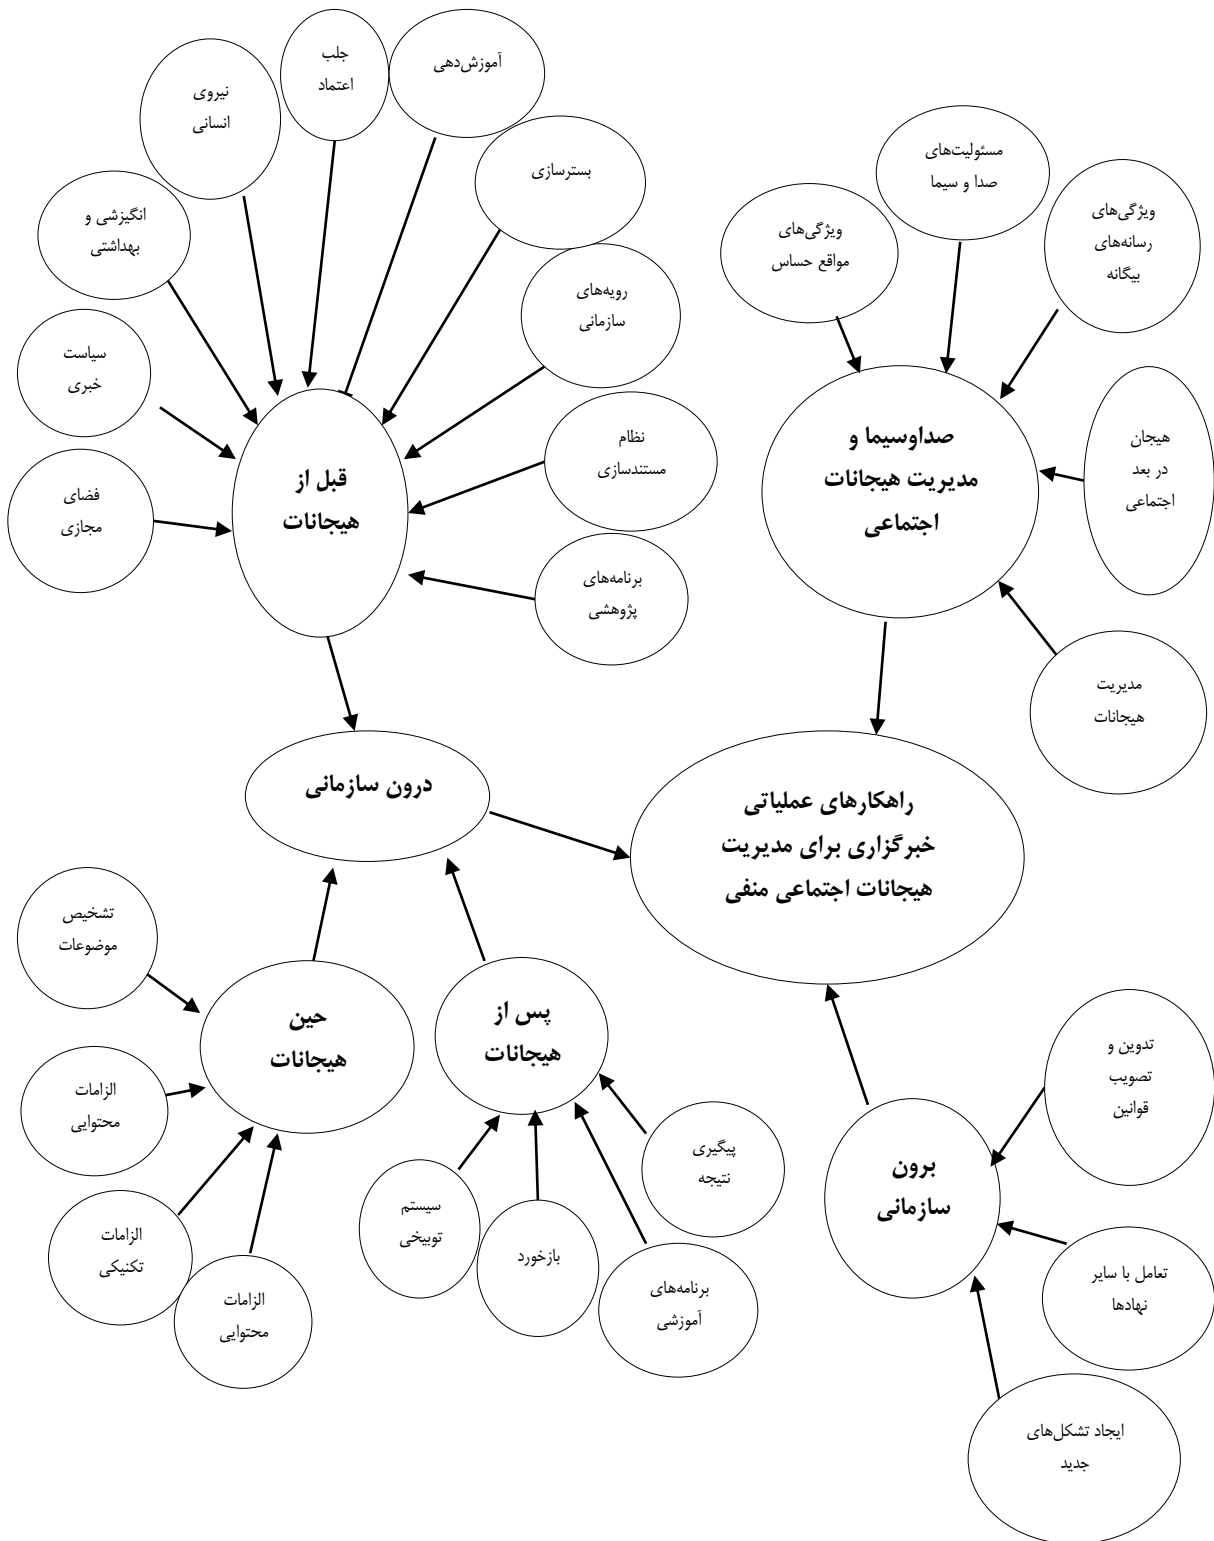 جلب
اعتماد
آموزش‌دهی
نیروی
انسانی
بسترسازی
انگیزشی و
بهداشتی
رویه‌های
سازمانی
سیاست
خبری
نظام
مستندسازی
فضای
مجازی
برنامه‌های
پژوهشی
قبل از
هیجانات
مسئولیت‌های
صدا و سیما
ویژگی‌های
رسانه‌های
بیگانه
ویژگی‌های
مواقع حساس
هیجان
در بعد
اجتماعی
صداوسیما و
مدیریت هیجانات
اجتماعی
مدیریت
هیجانات
درون سازمانی
راهکارهای عملیاتی
خبرگزاری برای مدیریت
هیجانات اجتماعی منفی
تشخیص
موضوعات
حین
هیجانات
پس از
هیجانات
الزامات
محتوایی
الزامات
تکنیکی
الزامات
محتوایی
سیستم
توبیخی
بازخورد
برنامه‌های
آموزشی
پیگیری
نتیجه
تدوین و
تصویب
قوانین
برون
سازمانی
تعامل با سایر
نهادها
ایجاد تشکل‌های
جدید